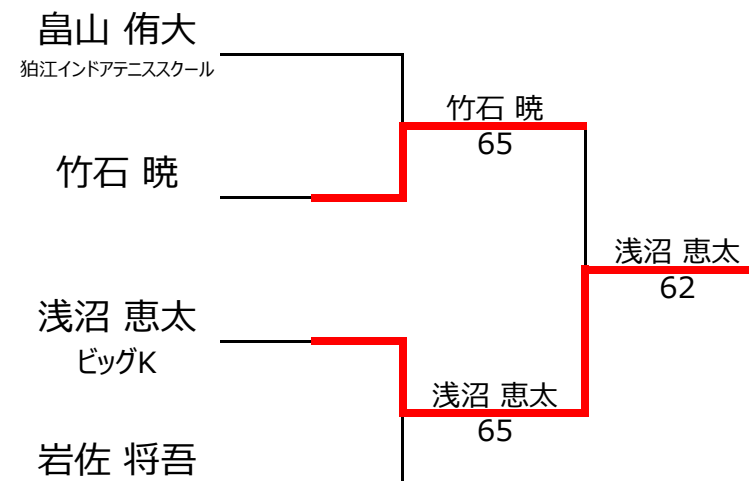 畠山 侑大
狛江インドアテニススクール
竹石 暁
65
竹石 暁
浅沼 恵太
62
浅沼 恵太
ビッグK
浅沼 恵太
65
岩佐 将吾